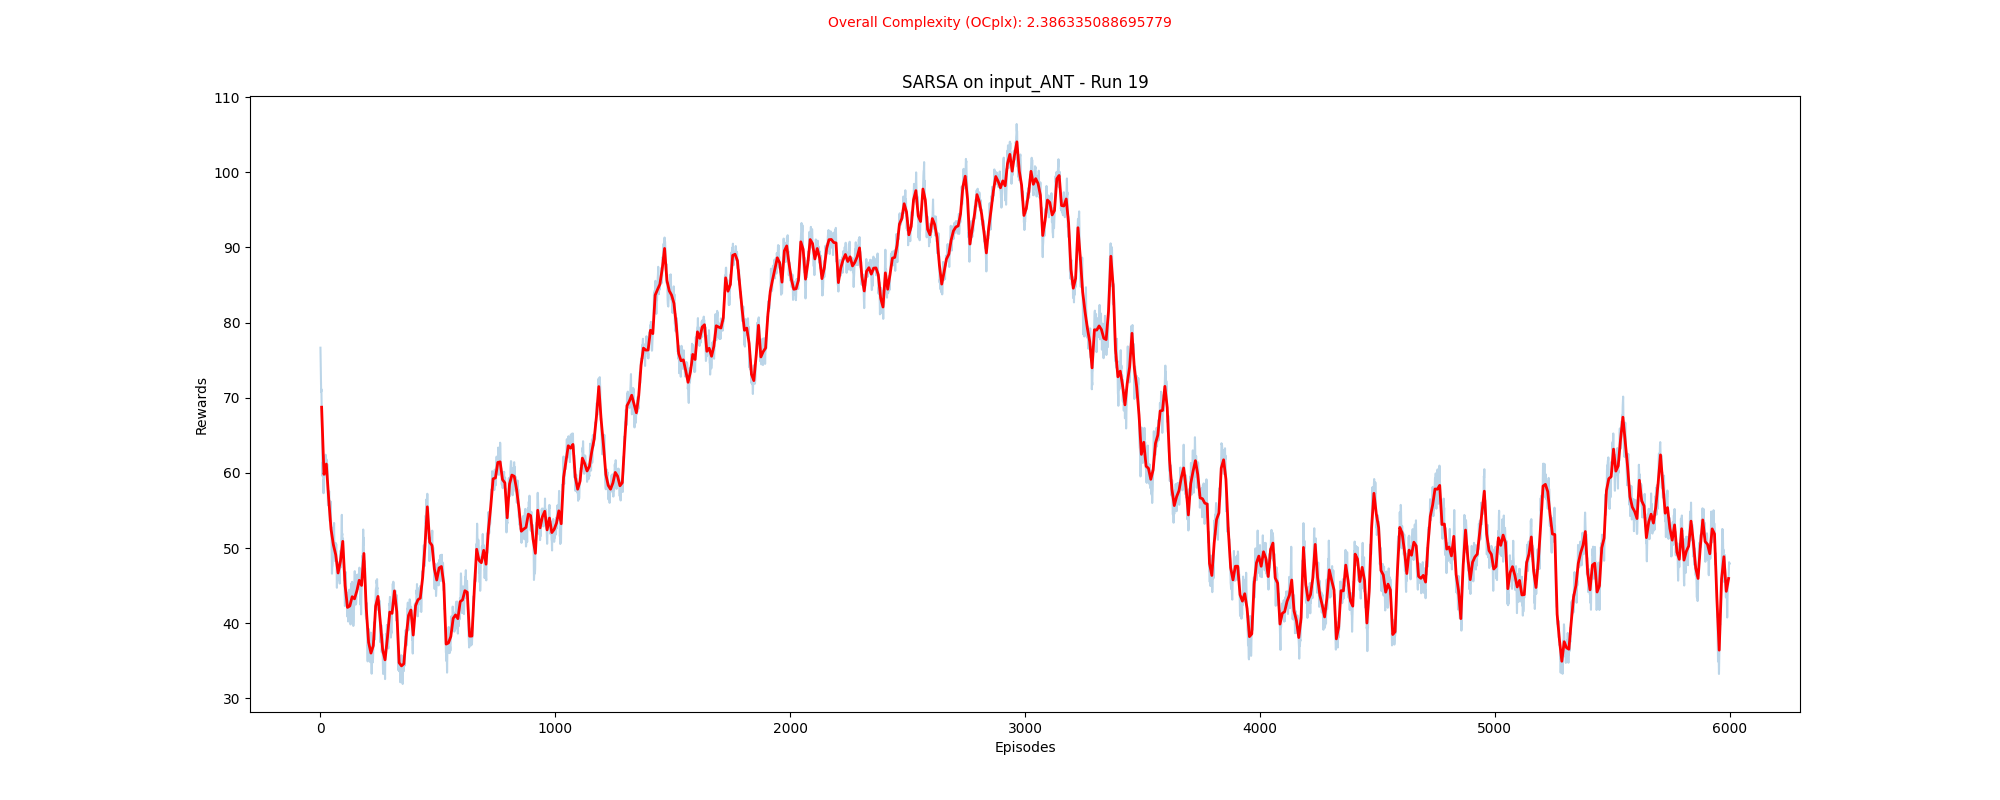 Overall Complexity (OCplx): 2.386335088695779
SARSA on input_ANT - Run 19
110
100
90
80
70
60
50
40
30
Rewards
0 1000 2000 3000 4000 5000 6000
Episodes